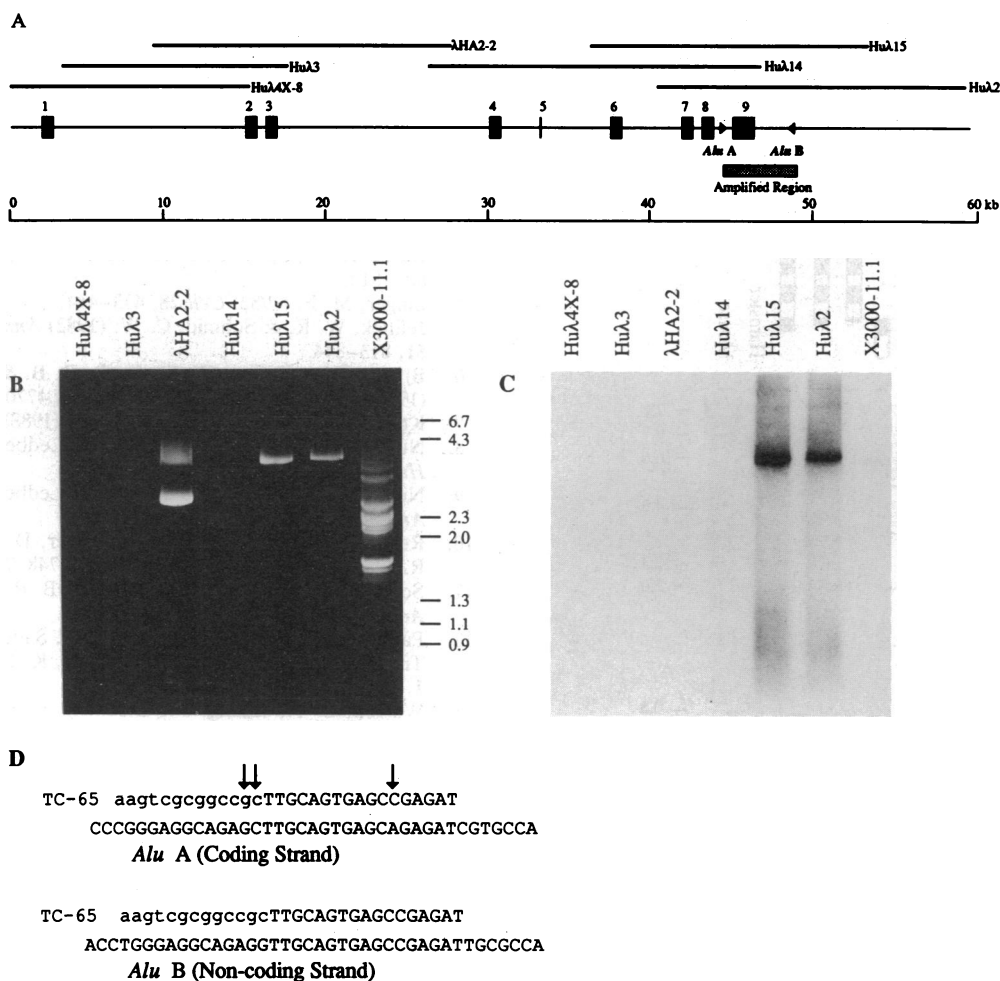 A
λHA2-2
Huλ15
Huλ3
Huλ14
Huλ4X-8
Huλ2
1 2 3 4 5 6 7 8 9
Alu A Alu B
Amplified Region
0 10 20 30 40 50 60 kb
Huλ4X-8
Huλ3
λHA2-2
Huλ14
Huλ15
Huλ2
X3000-11.1
B
6.7
4.3
2.3
2.0
1.3
1.1
0.9
Huλ4X-8
Huλ3
λHA2-2
Huλ14
Huλ15
Huλ2
X3000-11.1
C
D
TC-65 aagtcgcggccgcTTGCAGTGAGCCGAGAT
CCCGGGAGGCAGAGCTTGCAGTGAGCAGAGATCGTGCCA
Alu A (Coding Strand)
TC-65 aagtcgcggccgcTTGCAGTGAGCCGAGAT
ACCTGGGAGGCAGAGGTTGCAGTGAGCCGAGATTGCGCCA
Alu B (Non-coding Strand)